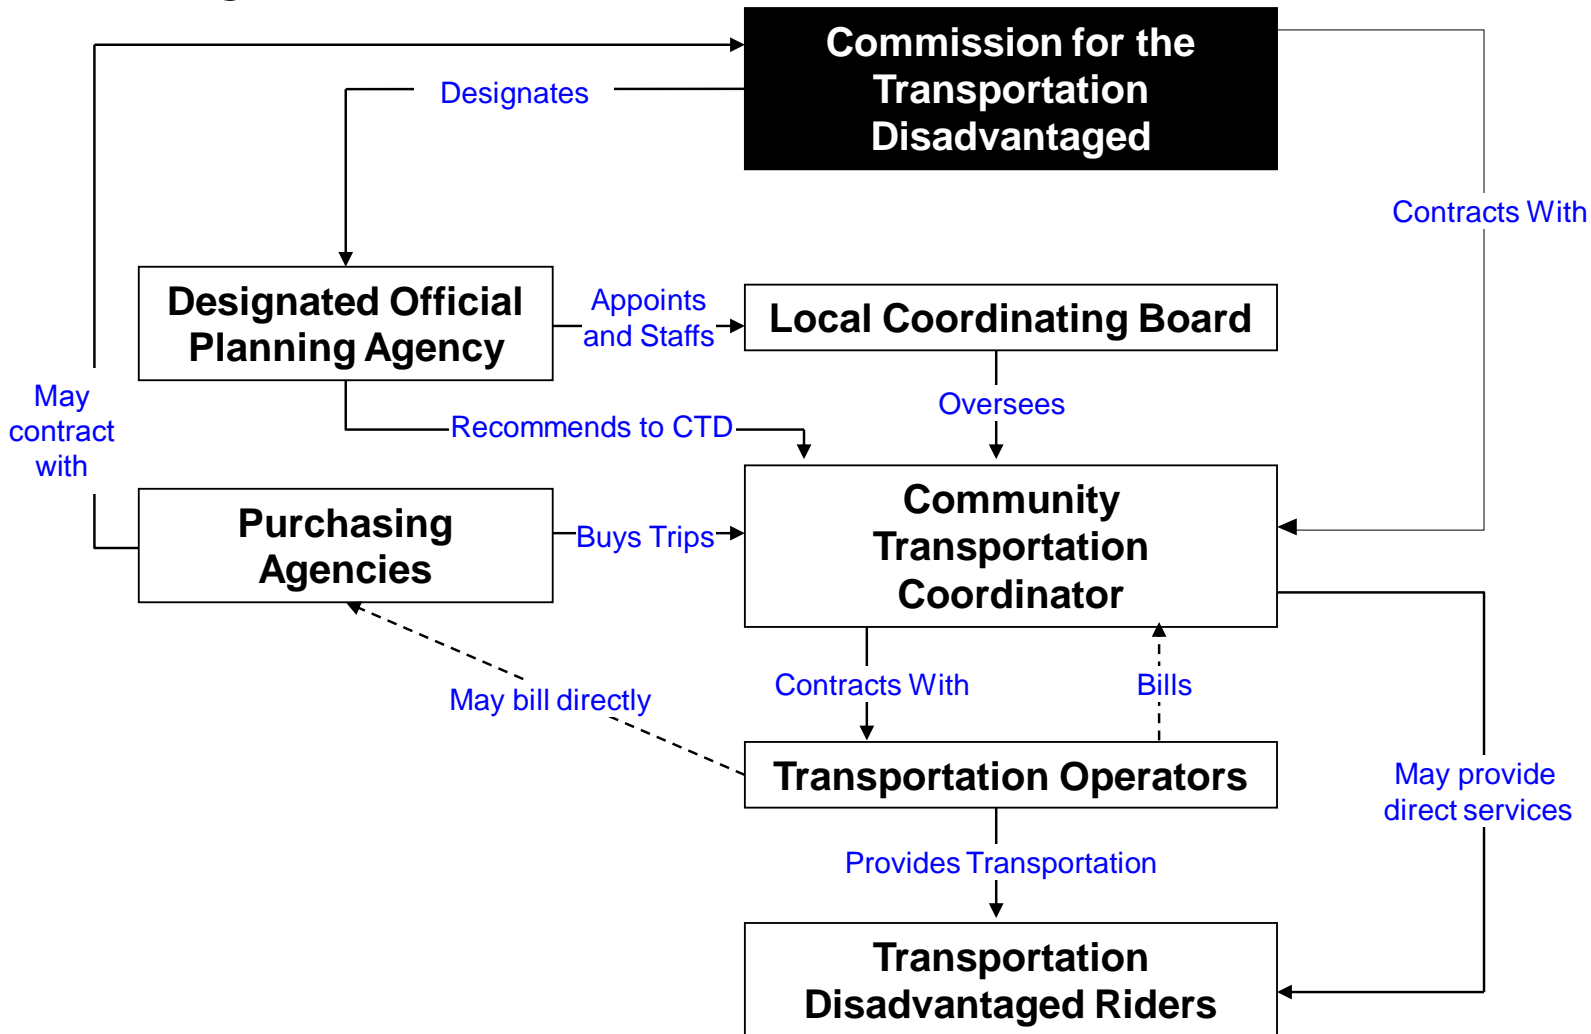 Commission for the
Transportation
Disadvantaged
Designates
Contracts With
Designated Official
Planning Agency
Appoints
and Staffs
Local Coordinating Board
May
contract
with
Recommends to CTD
Oversees
Purchasing
Agencies
Buys Trips
Community
Transportation
Coordinator
May bill directly
Contracts With
Bills
Transportation Operators
May provide
direct services
Provides Transportation
Transportation
Disadvantaged Riders